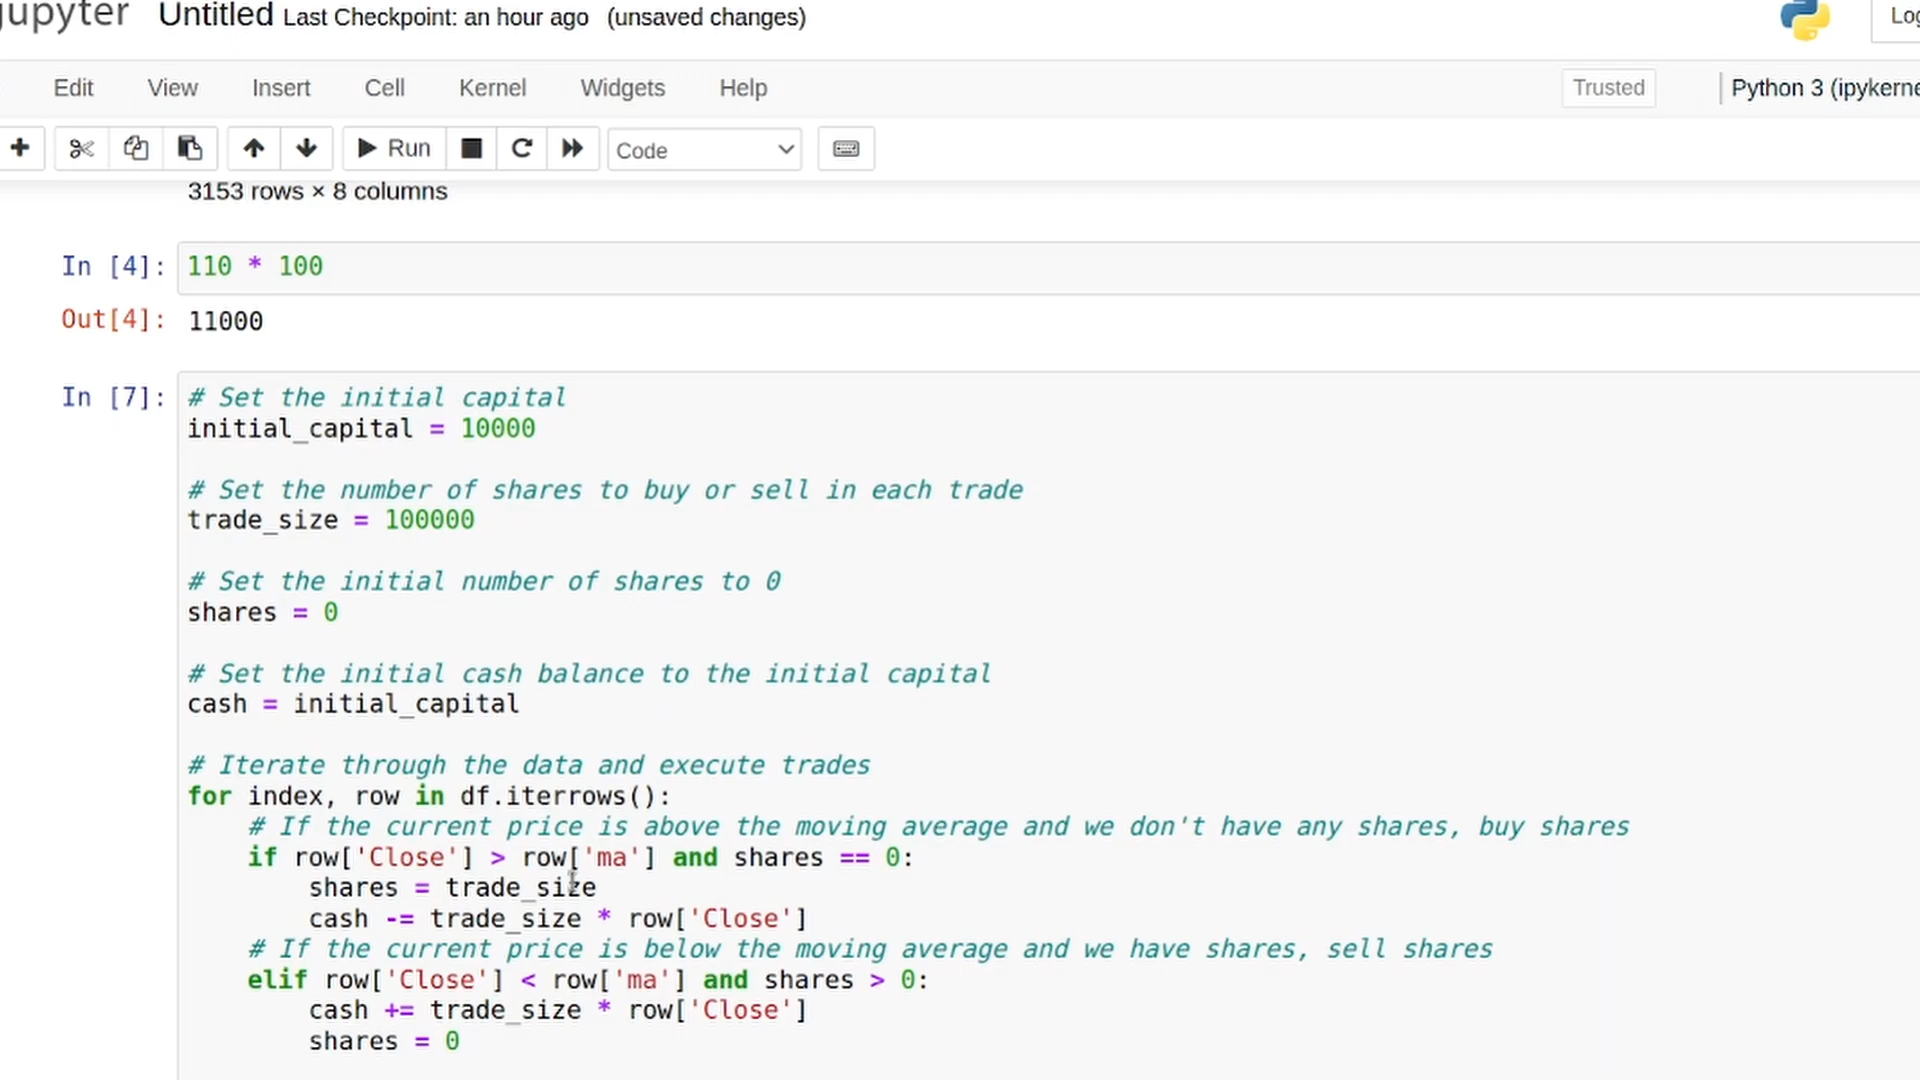 jupyter Untitled Last Checkpoint: an hour ago (unsaved changes)
Edit View Insert Cell Kernel Widgets Help Trusted Python 3 (ipykerne
Run Code
3153 rows × 8 columns
In [4]: 110 * 100
Out[4]: 11000
In [7]: # Set the initial capital
initial_capital = 10000
# Set the number of shares to buy or sell in each trade
trade_size = 100000
# Set the initial number of shares to 0
shares = 0
# Set the initial cash balance to the initial capital
cash = initial_capital
# Iterate through the data and execute trades
for index, row in df.iterrows():
    # If the current price is above the moving average and we don't have any shares, buy shares
    if row['Close'] > row['ma'] and shares == 0:
        shares = trade_size
        cash -= trade_size * row['Close']
    # If the current price is below the moving average and we have shares, sell shares
    elif row['Close'] < row['ma'] and shares > 0:
        cash += trade_size * row['Close']
        shares = 0